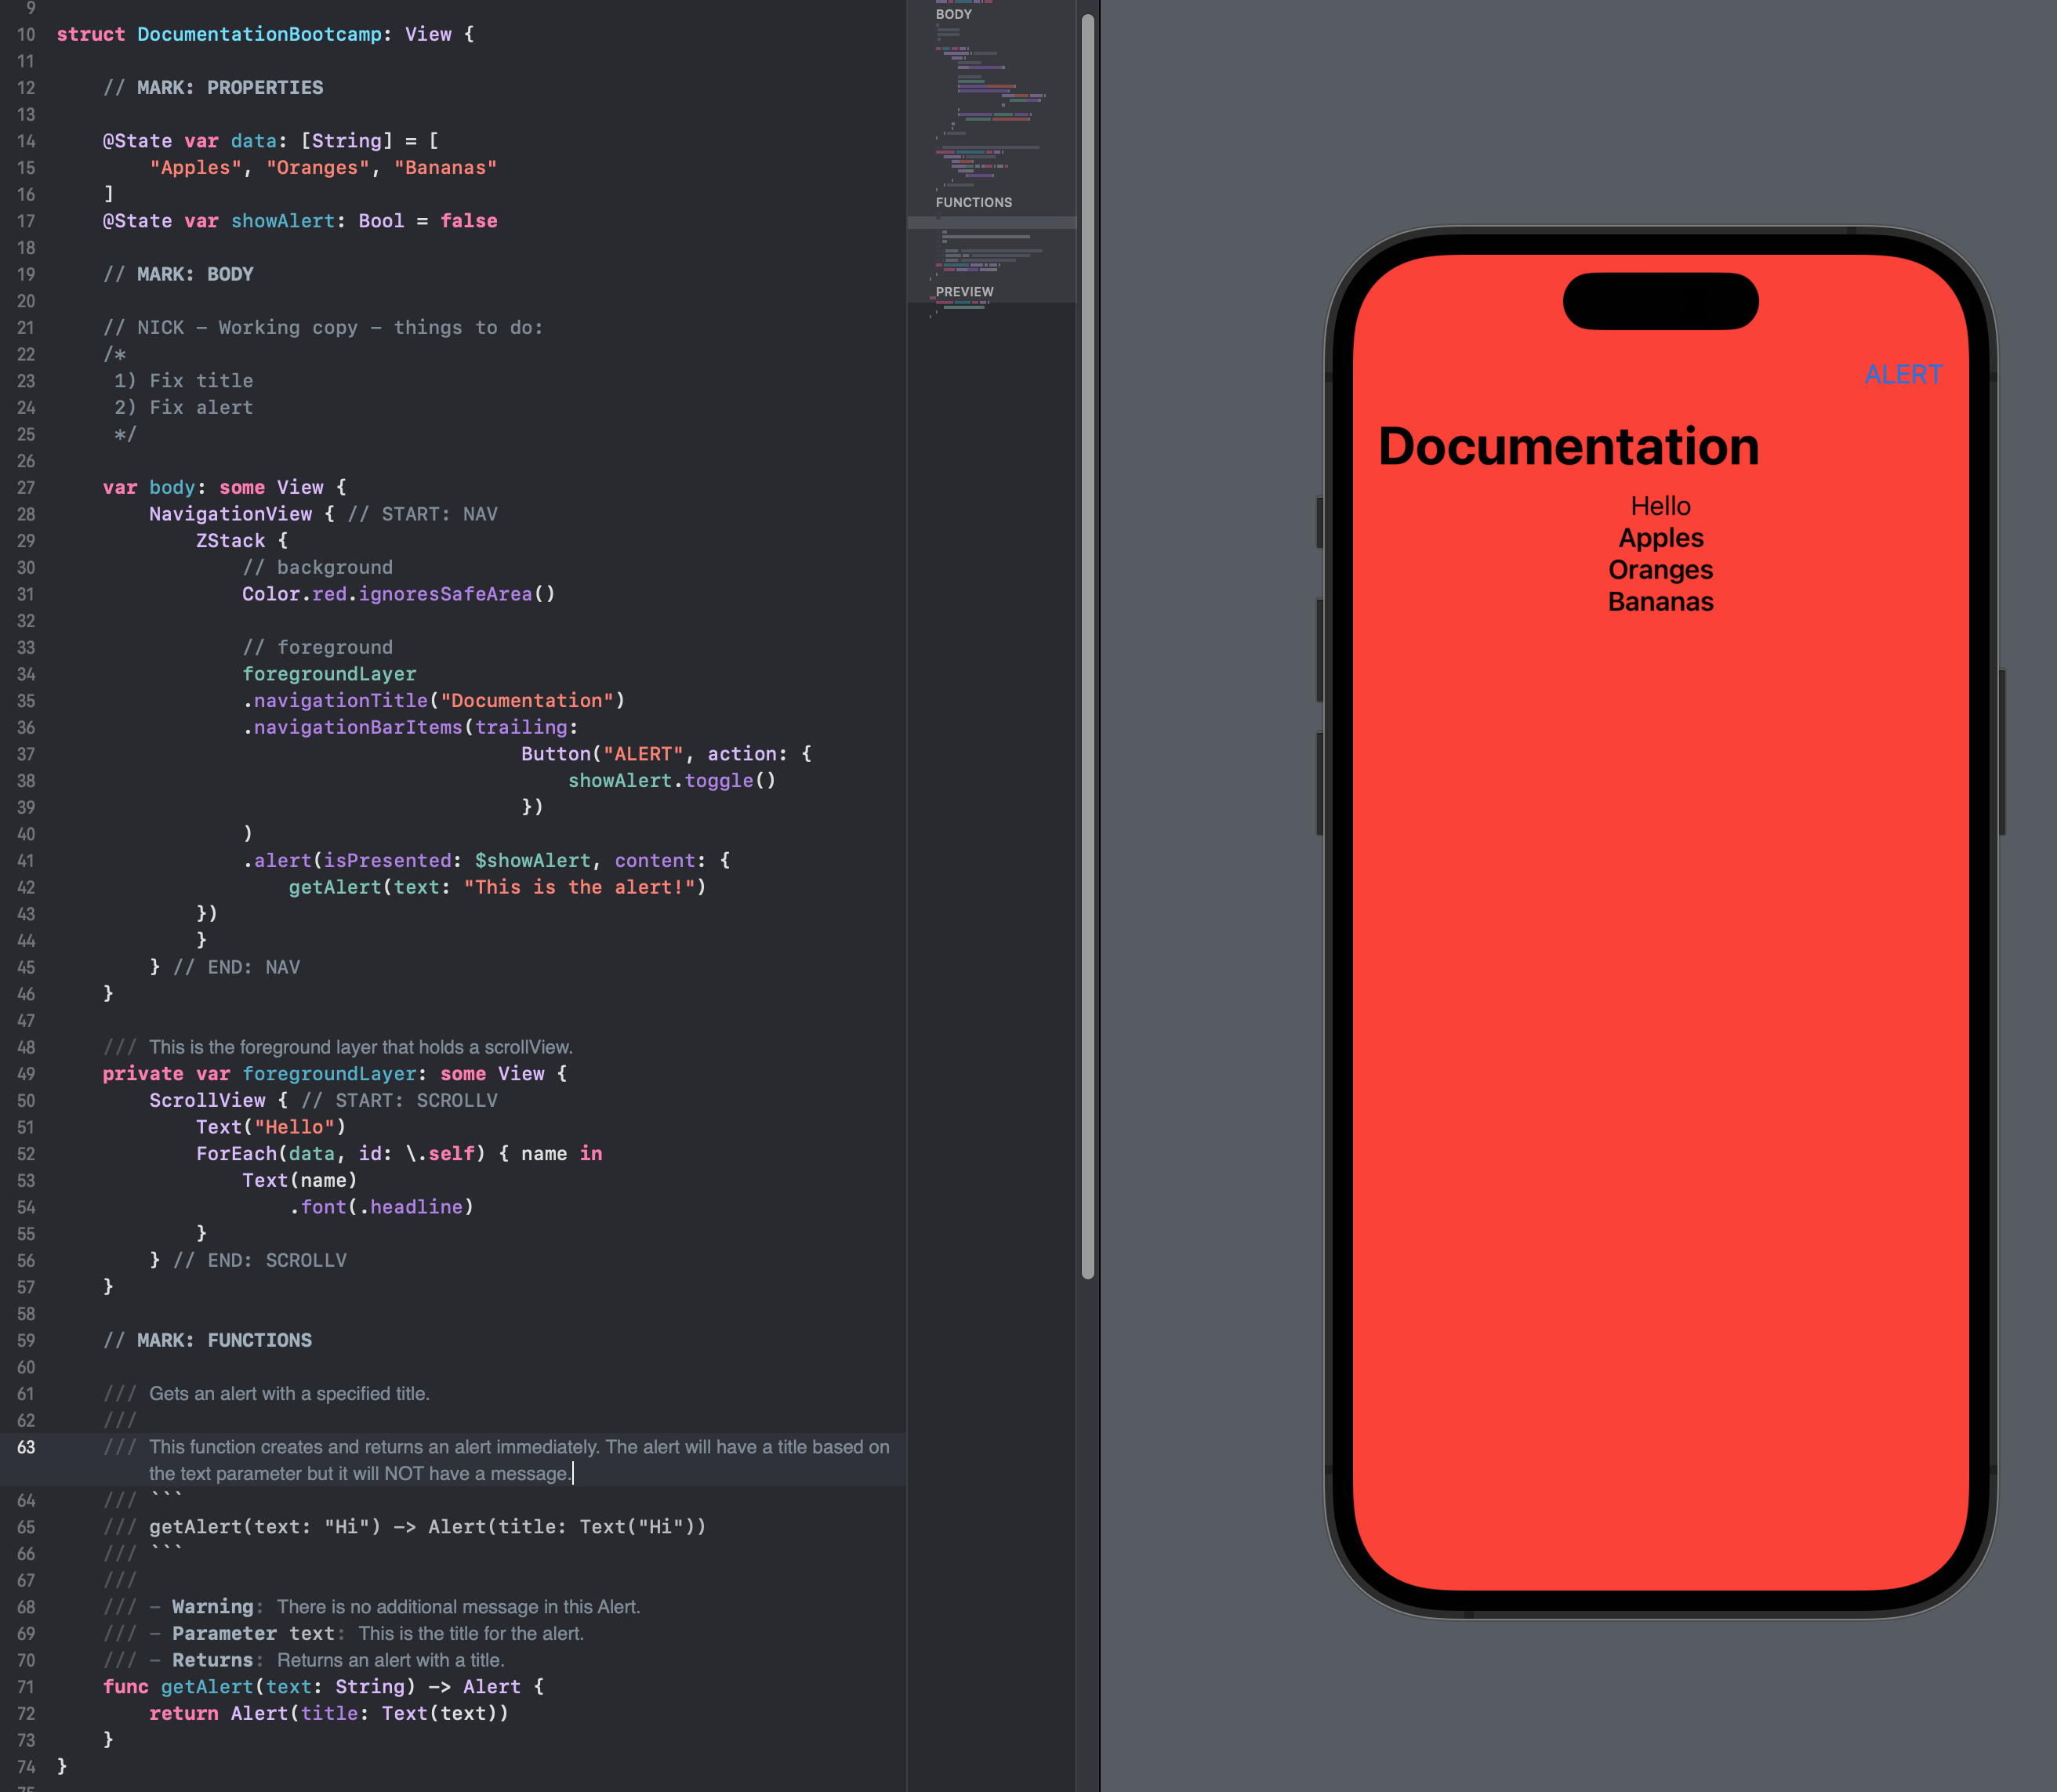 9
10 struct DocumentationBootcamp: View {
11
12     // MARK: PROPERTIES
13
14     @State var data: [String] = [
15         "Apples", "Oranges", "Bananas"
16     ]
17     @State var showAlert: Bool = false
18
19     // MARK: BODY
20
21     // NICK - Working copy - things to do:
22     /*
23      1) Fix title
24      2) Fix alert
25      */
26
27     var body: some View {
28         NavigationView { // START: NAV
29             ZStack {
30                 // background
31                 Color.red.ignoresSafeArea()
32
33                 // foreground
34                 foregroundLayer
35                 .navigationTitle("Documentation")
36                 .navigationBarItems(trailing:
37                                         Button("ALERT", action: {
38                                             showAlert.toggle()
39                                         })
40                 )
41                 .alert(isPresented: $showAlert, content: {
42                     getAlert(text: "This is the alert!")
43             })
44             }
45         } // END: NAV
46     }
47
48     /// This is the foreground layer that holds a scrollView.
49     private var foregroundLayer: some View {
50         ScrollView { // START: SCROLLV
51             Text("Hello")
52             ForEach(data, id: \.self) { name in
53                 Text(name)
54                     .font(.headline)
55             }
56         } // END: SCROLLV
57     }
58
59     // MARK: FUNCTIONS
60
61     /// Gets an alert with a specified title.
62     ///
63     /// This function creates and returns an alert immediately. The alert will have a title based on
the text parameter but it will NOT have a message.
64     /// ```
65     /// getAlert(text: "Hi") -> Alert(title: Text("Hi"))
66     /// ```
67     ///
68     /// - Warning: There is no additional message in this Alert.
69     /// - Parameter text: This is the title for the alert.
70     /// - Returns: Returns an alert with a title.
71     func getAlert(text: String) -> Alert {
72         return Alert(title: Text(text))
73     }
74 }
75
BODY
FUNCTIONS
PREVIEW
ALERT
Documentation
Hello
Apples
Oranges
Bananas